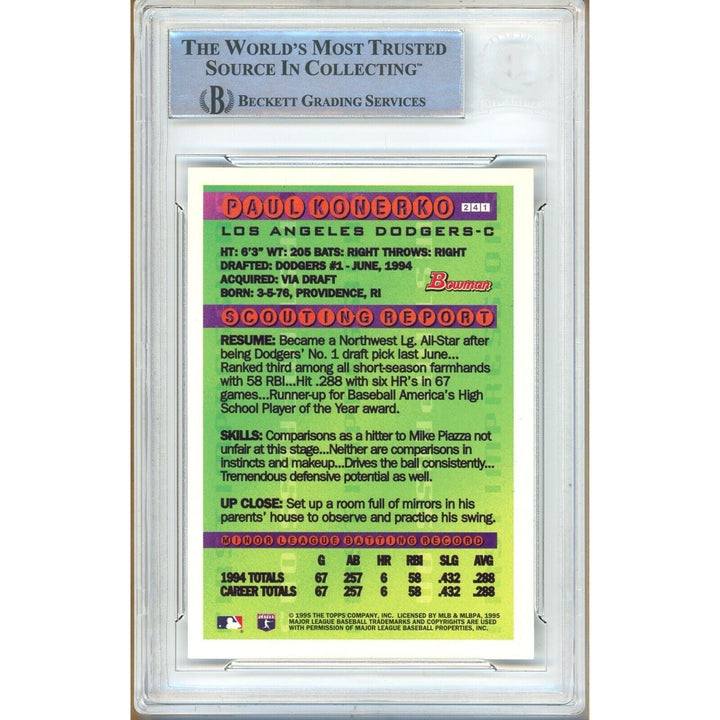 THE WORLD'S MOST TRUSTED
SOURCE IN COLLECTING™
B BECKETT GRADING SERVICES
PAUL KONERKO 241
LOS ANGELES DODGERS-C
HT: 6'3" WT: 205 BATS: RIGHT THROWS: RIGHT
DRAFTED: DODGERS #1 - JUNE, 1994
ACQUIRED: VIA DRAFT
Bowman
BORN: 3-5-76, PROVIDENCE, RI
SCOUTING REPORT
RESUME: Became a Northwest Lg. All-Star after
being Dodgers' No. 1 draft pick last June...
Ranked third among all short-season farmhands
with 58 RBI...Hit .288 with six HR's in 67
games...Runner-up for Baseball America's High
School Player of the Year award.
SKILLS: Comparisons as a hitter to Mike Piazza not
unfair at this stage...Neither are comparisons in
instincts and makeup...Drives the ball consistently...
Tremendous defensive potential as well.
UP CLOSE: Set up a room full of mirrors in his
parents' house to observe and practice his swing.
MINOR LEAGUE BATTING RECORD
G AB HR RBI SLG AVG
1994 TOTALS 67 257 6 58 .432 .288
CAREER TOTALS 67 257 6 58 .432 .288
© 1995 THE TOPPS COMPANY, INC. LICENSED BY MLB & MLBPA, 1995
MAJOR LEAGUE BASEBALL TRADEMARKS AND COPYRIGHTS ARE USED
WITH PERMISSION OF MAJOR LEAGUE BASEBALL PROPERTIES, INC.